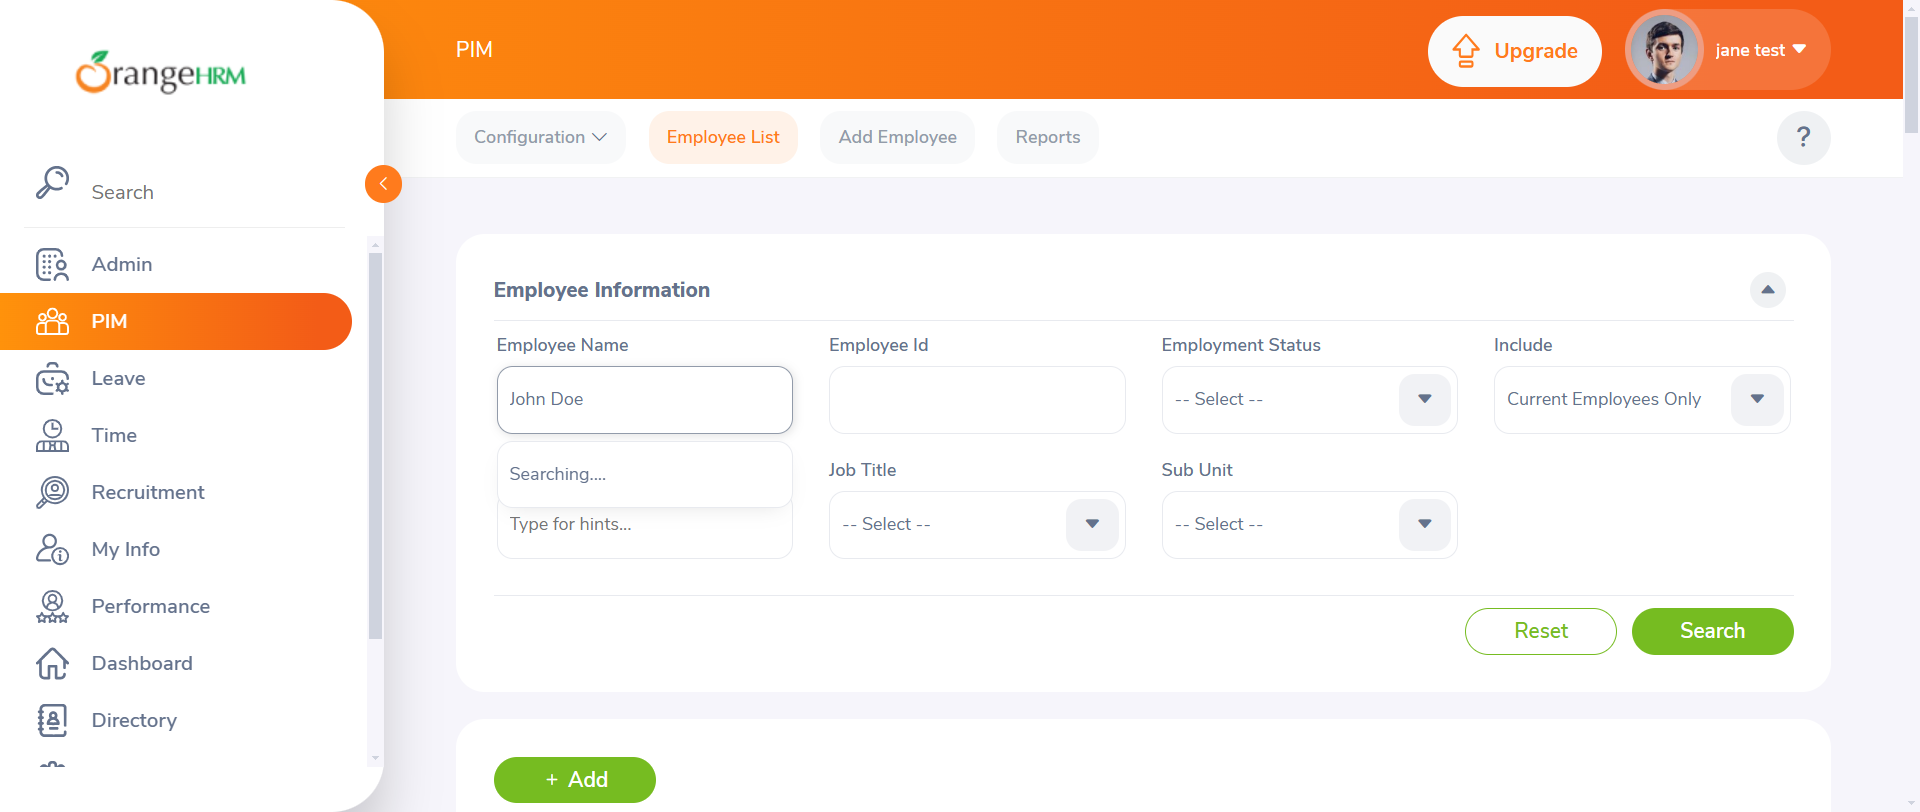 OrangeHRM
PIM
Upgrade
jane test
Configuration
Employee List
Add Employee
Reports
?
Search
Admin
PIM
Leave
Time
Recruitment
My Info
Performance
Dashboard
Directory
Employee Information
Employee Name
Employee Id
Employment Status
Include
John Doe
-- Select --
Current Employees Only
Searching....
Job Title
Sub Unit
Type for hints...
-- Select --
-- Select --
Reset
Search
+ Add